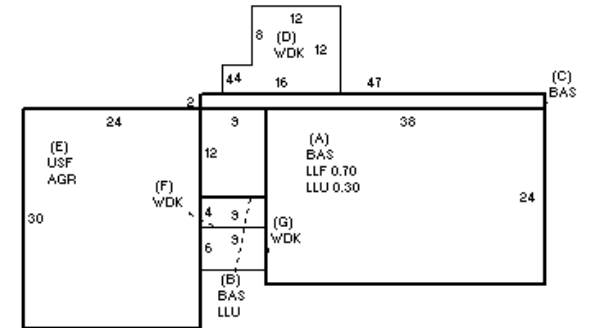 12
8 (D)
WDK 12
44 16 47 (C)
BAS
2
24 9 38
(E)
USF
AGR
12
(A)
BAS
LLF 0.70
LLU 0.30
(F)
WDK
24
30
4 9
(G)
WDK
9
6
(B)
BAS
LLU